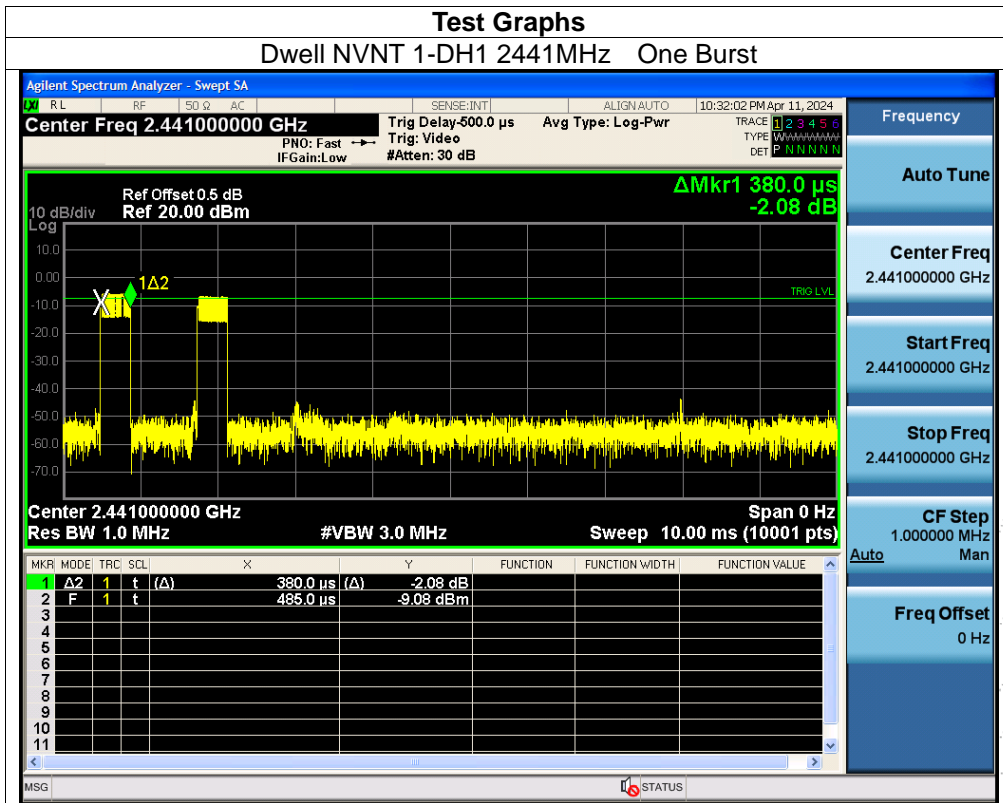 Test Graphs
Dwell NVNT 1-DH1 2441MHz One Burst
Agilent Spectrum Analyzer - Swept SA
LXI RL RF 50 Ω AC SENSE:INT ALIGN AUTO 10:32:02 PM Apr 11, 2024
Center Freq 2.441000000 GHz
PNO: Fast
IFGain:Low
Trig Delay-500.0 µs
Trig: Video
#Atten: 30 dB
Avg Type: Log-Pwr
TRACE 1 2 3 4 5 6
TYPE WWWWWW
DET P N N N N N
Ref Offset 0.5 dB
10 dB/div Ref 20.00 dBm
Log
ΔMkr1 380.0 µs
-2.08 dB
10.0
0.00
-10.0
-20.0
-30.0
-40.0
-50.0
-60.0
-70.0
1Δ2
TRIG LVL
Center 2.441000000 GHz Span 0 Hz
Res BW 1.0 MHz #VBW 3.0 MHz Sweep 10.00 ms (10001 pts)
MKR MODE TRC SCL X Y FUNCTION FUNCTION WIDTH FUNCTION VALUE
1 Δ2 1 t (Δ) 380.0 µs (Δ) -2.08 dB
2 F 1 t 485.0 µs -9.08 dBm
3
4
5
6
7
8
9
10
11
MSG STATUS
Frequency
Auto Tune
Center Freq
2.441000000 GHz
Start Freq
2.441000000 GHz
Stop Freq
2.441000000 GHz
CF Step
1.000000 MHz
Auto Man
Freq Offset
0 Hz